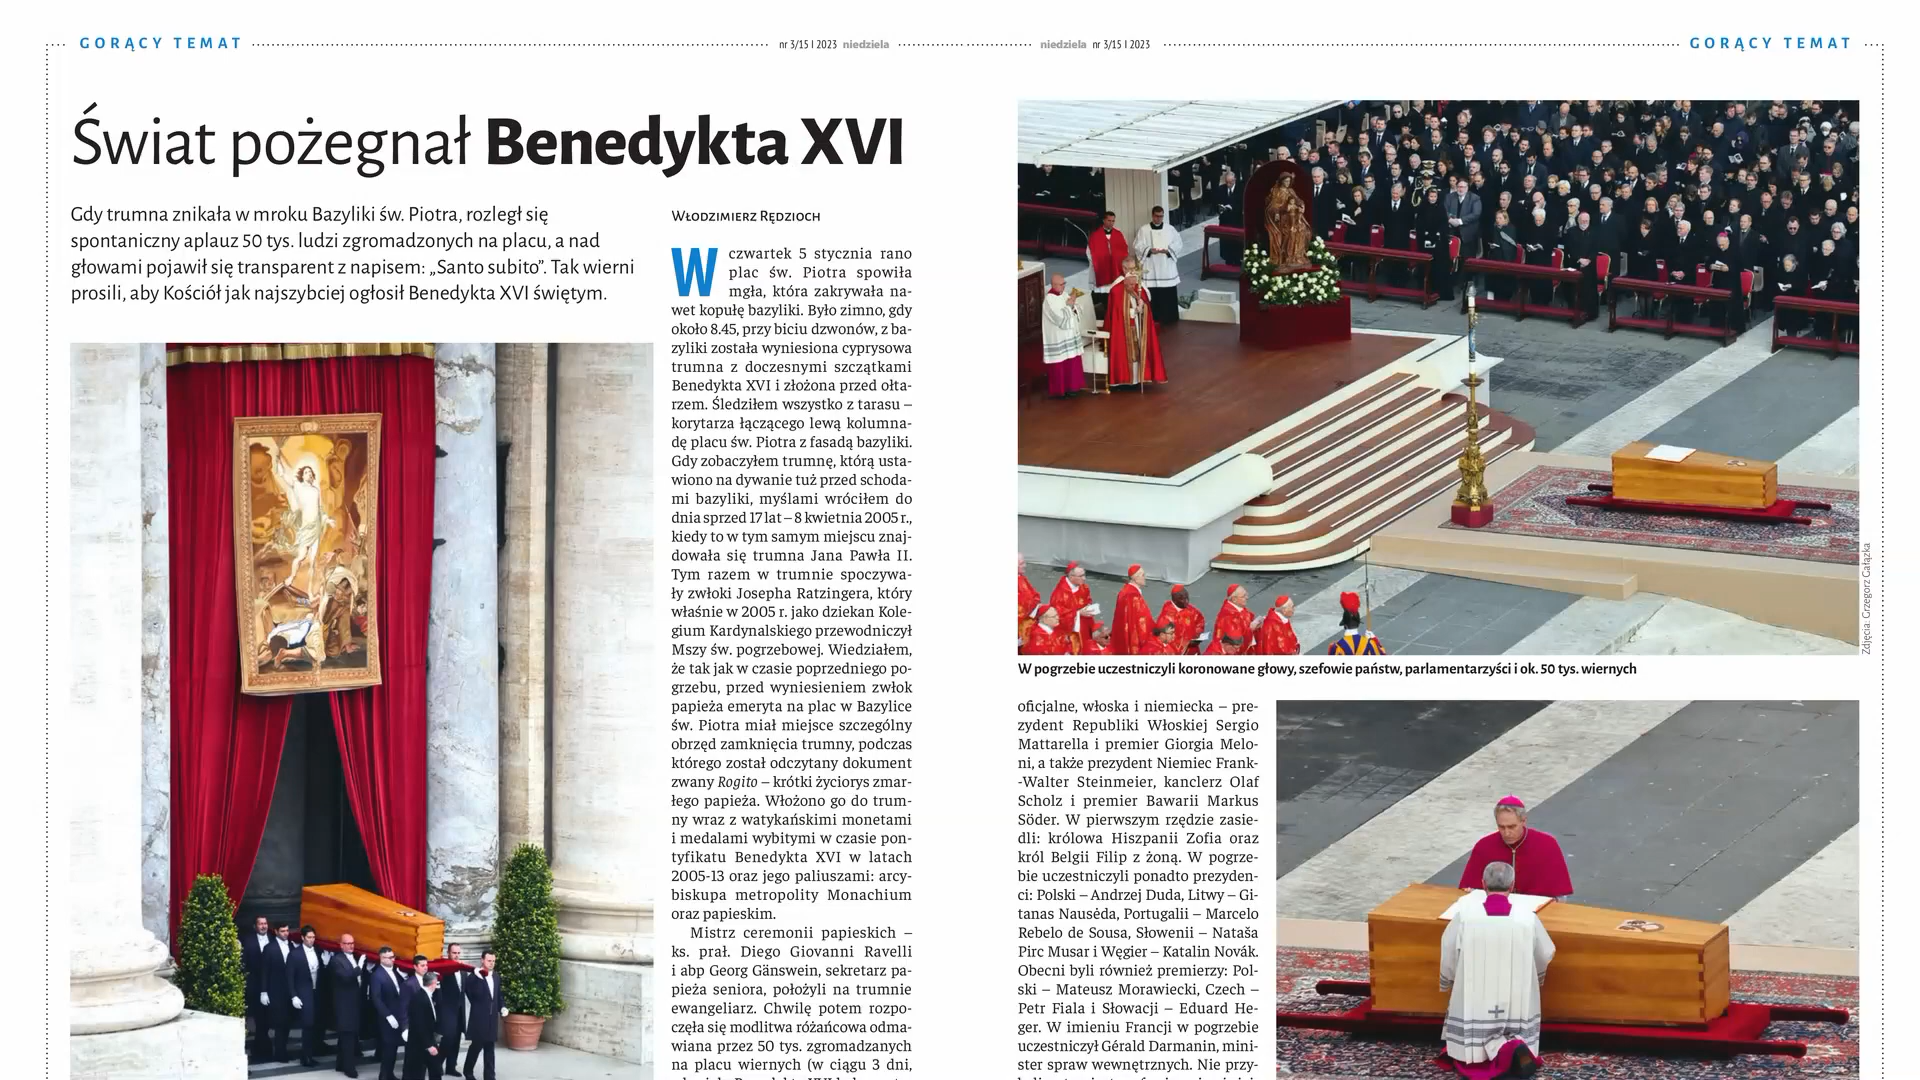 GORĄCY TEMAT
nr 3/15 I 2023 niedziela
niedziela nr 3/15 I 2023
GORĄCY TEMAT
Świat pożegnał Benedykta XVI
Gdy trumna znikała w mroku Bazyliki św. Piotra, rozległ się
spontaniczny aplauz 50 tys. ludzi zgromadzonych na placu, a nad
głowami pojawił się transparent z napisem: „Santo subito”. Tak wierni
prosili, aby Kościół jak najszybciej ogłosił Benedykta XVI świętym.
WŁODZIMIERZ RĘDZIOCH
W czwartek 5 stycznia rano
plac św. Piotra spowiła
mgła, która zakrywała na-
wet kopułę bazyliki. Było zimno, gdy
około 8.45, przy biciu dzwonów, z ba-
zyliki została wyniesiona cyprysowa
trumna z doczesnymi szczątkami
Benedykta XVI i złożona przed ołta-
rzem. Śledziłem wszystko z tarasu –
korytarza łączącego lewą kolumna-
dę placu św. Piotra z fasadą bazyliki.
Gdy zobaczyłem trumnę, którą usta-
wiono na dywanie tuż przed schoda-
mi bazyliki, myślami wróciłem do
dnia sprzed 17 lat – 8 kwietnia 2005 r.,
kiedy to w tym samym miejscu znaj-
dowała się trumna Jana Pawła II.
Tym razem w trumnie spoczywa-
ły zwłoki Josepha Ratzingera, który
właśnie w 2005 r. jako dziekan Kole-
gium Kardynalskiego przewodniczył
Mszy św. pogrzebowej. Wiedziałem,
że tak jak w czasie poprzedniego po-
grzebu, przed wyniesieniem zwłok
papieża emeryta na plac w Bazylice
św. Piotra miał miejsce szczególny
obrzęd zamknięcia trumny, podczas
którego został odczytany dokument
zwany Rogito – krótki życiorys zmar-
łego papieża. Włożono go do trum-
ny wraz z watykańskimi monetami
i medalami wybitymi w czasie pon-
tyfikatu Benedykta XVI w latach
2005-13 oraz jego paliuszami: arcy-
biskupa metropolity Monachium
oraz papieskim.
Mistrz ceremonii papieskich –
ks. prał. Diego Giovanni Ravelli
i abp Georg Gänswein, sekretarz pa-
pieża seniora, położyli na trumnie
ewangeliarz. Chwilę potem rozpo-
częła się modlitwa różańcowa odma-
wiana przez 50 tys. zgromadzanych
na placu wiernych (w ciągu 3 dni,
Zdjęcia: Grzegorz Gałązka
W pogrzebie uczestniczyli koronowane głowy, szefowie państw, parlamentarzyści i ok. 50 tys. wiernych
oficjalne, włoska i niemiecka – pre-
zydent Republiki Włoskiej Sergio
Mattarella i premier Giorgia Melo-
ni, a także prezydent Niemiec Frank-
-Walter Steinmeier, kanclerz Olaf
Scholz i premier Bawarii Markus
Söder. W pierwszym rzędzie zasie-
dli: królowa Hiszpanii Zofia oraz
król Belgii Filip z żoną. W pogrze-
bie uczestniczyli ponadto prezyden-
ci: Polski – Andrzej Duda, Litwy – Gi-
tanas Nausėda, Portugalii – Marcelo
Rebelo de Sousa, Słowenii – Nataša
Pirc Musar i Węgier – Katalin Novák.
Obecni byli również premierzy: Pol-
ski – Mateusz Morawiecki, Czech –
Petr Fiala i Słowacji – Eduard He-
ger. W imieniu Francji w pogrzebie
uczestniczył Gérald Darmanin, mini-
ster spraw wewnętrznych. Nie przy-